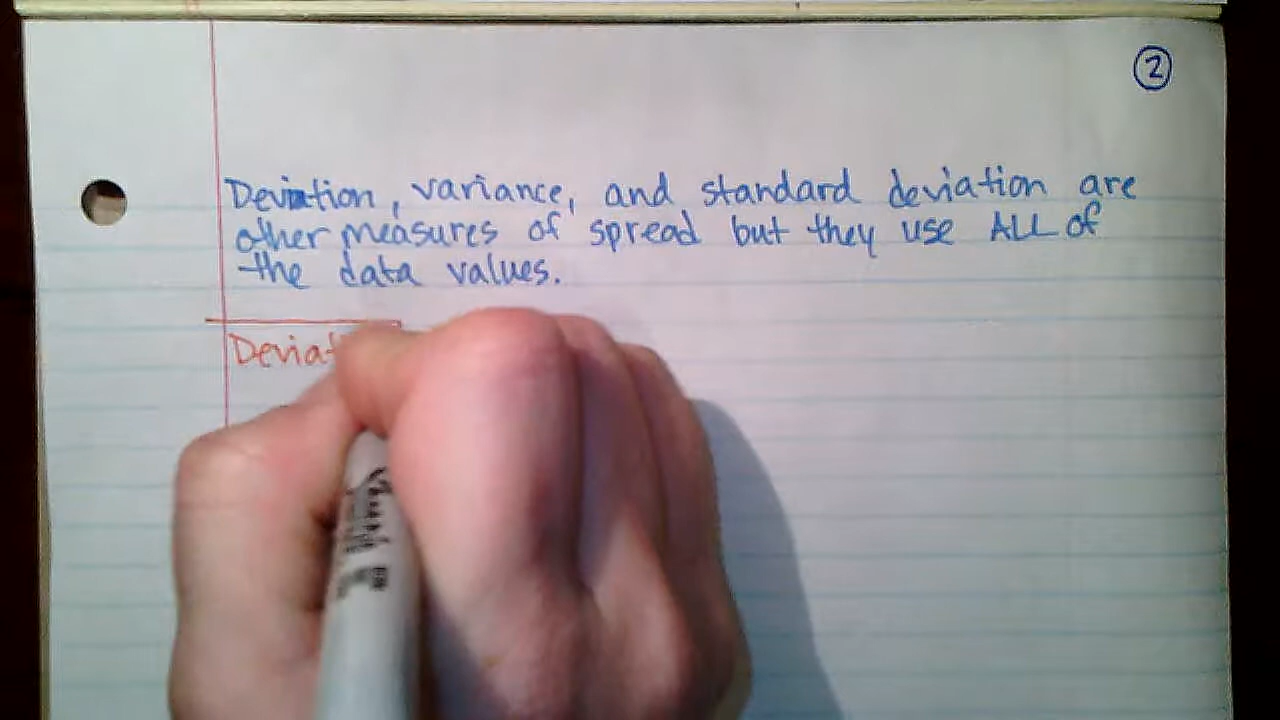 2
Deviation, variance, and standard deviation are
other measures of spread but they use ALL of
the data values.
Deviat